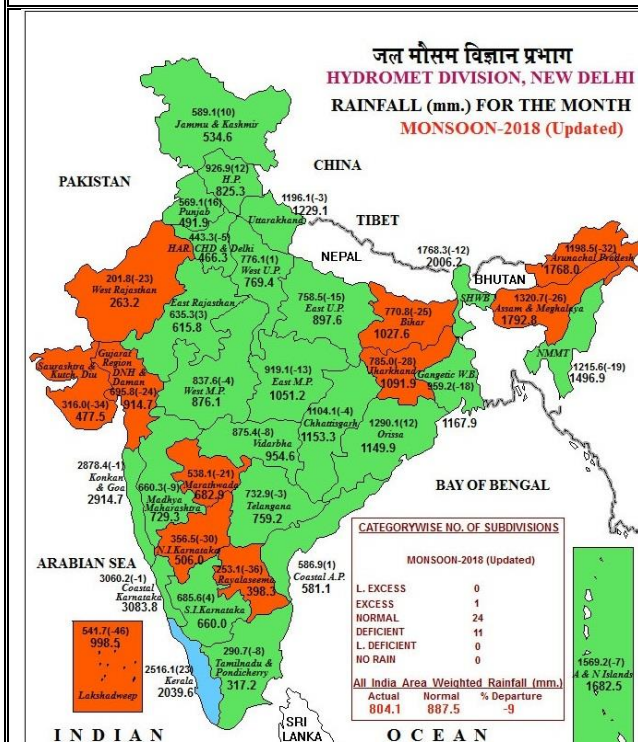 जल मौसम विज्ञान प्रभाग
HYDROMET DIVISION, NEW DELHI
RAINFALL (mm.) FOR THE MONTH
MONSOON-2018 (Updated)
589.1(10)
Jammu & Kashmir
534.6
CHINA
926.9(12)
H.P.
825.3
PAKISTAN
569.1(16)
Punjab
491.9
1196.1(-3)
1229.1
Uttarakhand
TIBET
443.3(-5)
HAR. CHD & Delhi
466.3
NEPAL
776.1(1)
West U.P.
769.4
1768.3(-12)
2006.2
SHWB
BHUTAN
1198.5(-32)
Arunachal Pradesh
1768.0
201.8(-23)
West Rajasthan
263.2
East Rajasthan
635.3(3)
615.8
758.5(-15)
East U.P.
897.6
770.8(-25)
Bihar
1027.6
1320.7(-26)
Assam & Meghalaya
1792.8
NMMT
1215.6(-19)
1496.9
Gujarat
Region
DNH &
Daman
695.8(-24)
914.7
Saurashtra &
Kutch, Diu
316.0(-34)
477.5
837.6(-4)
West M.P.
876.1
919.1(-13)
East M.P.
1051.2
785.0(-28)
Jharkhand
1091.9
Gangetic W.B.
959.2(-18)
1167.9
1104.1(-4)
Chhattisgarh
1153.3
1290.1(12)
Orissa
1149.9
875.4(-8)
Vidarbha
954.6
2878.4(-1)
Konkan
& Goa
2914.7
660.3(-9)
Madhya
Maharashtra
729.3
538.1(-21)
Marathwada
682.9
732.9(-3)
Telangana
759.2
BAY OF BENGAL
ARABIAN SEA
356.5(-30)
N.I.Karnataka
506.0
253.1(-36)
Rayalaseema
398.3
586.9(1)
Coastal A.P.
581.1
3060.2(-1)
Coastal
Karnataka
3083.8
685.6(4)
S.I.Karnataka
660.0
541.7(-46)
998.5
Lakshadweep
2516.1(23)
Kerala
2039.6
290.7(-8)
Tamilnadu &
Pondicherry
317.2
CATEGORYWISE NO. OF SUBDIVISIONS
MONSOON-2018 (Updated)
L. EXCESS 0
EXCESS 1
NORMAL 24
DEFICIENT 11
L. DEFICIENT 0
NO RAIN 0
All India Area Weighted Rainfall (mm.)
Actual Normal % Departure
804.1 887.5 -9
1569.2(-7)
A & N Islands
1682.5
SRI
LANKA
INDIAN OCEAN